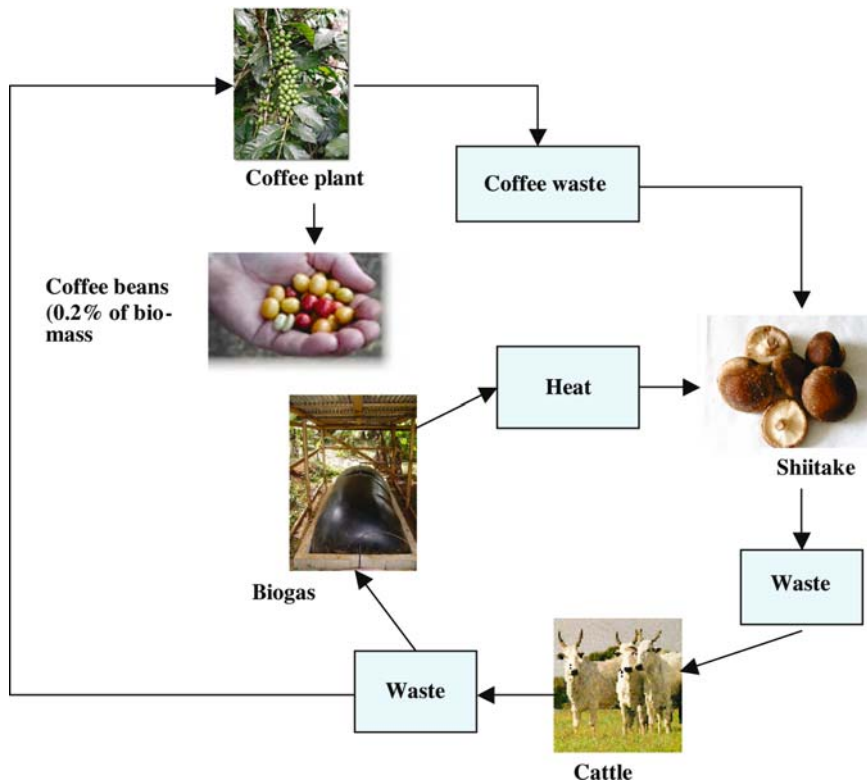 Coffee plant
Coffee waste
Coffee beans
(0.2% of bio-
mass
Heat
Shiitake
Biogas
Waste
Waste
Cattle